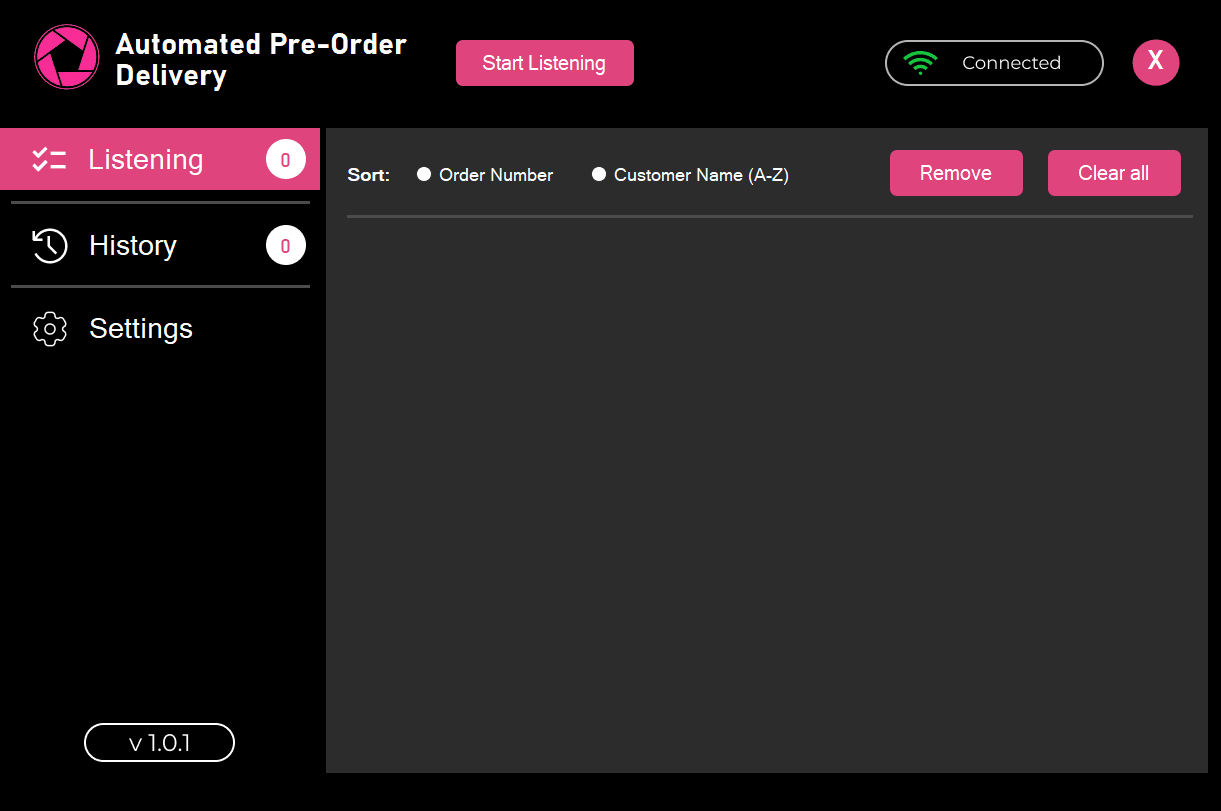 Automated Pre-Order
Delivery
Start Listening
Connected
X
Listening
0
History
0
Settings
Sort:
Order Number
Customer Name (A-Z)
Remove
Clear all
v 1.0.1